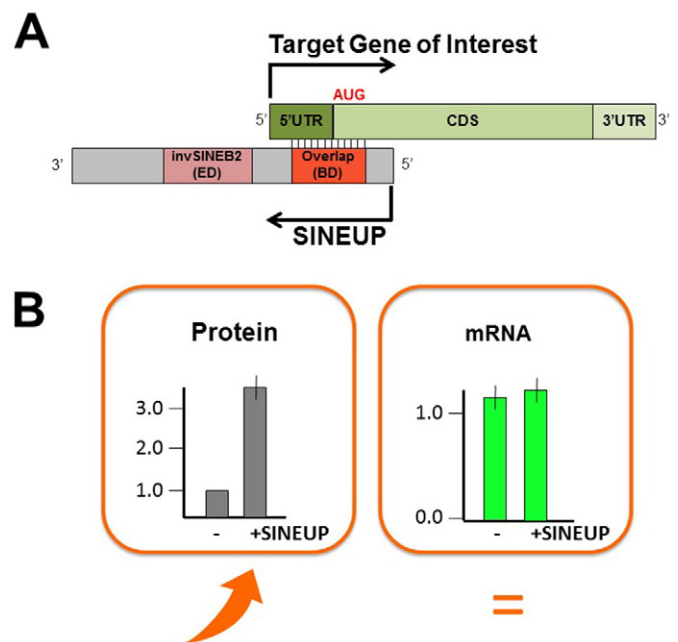 A
Target Gene of Interest
AUG
5' 5'UTR CDS 3'UTR 3'
3' invSINEB2 Overlap 5'
(ED) (BD)
SINEUP
B
Protein mRNA
3.0
2.0
1.0
- +SINEUP
1.0
0.0
- +SINEUP
=